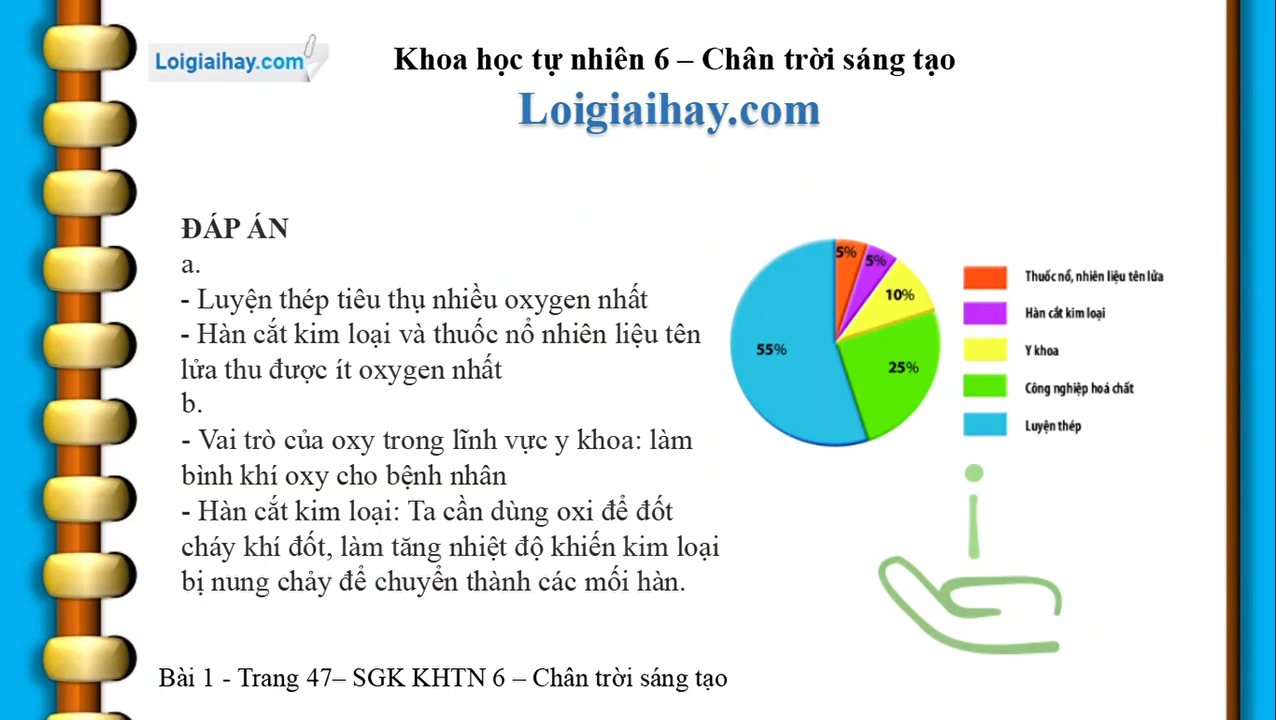 Loigiaihay.com
Khoa học tự nhiên 6 – Chân trời sáng tạo
Loigiaihay.com
ĐÁP ÁN
a.
- Luyện thép tiêu thụ nhiều oxygen nhất
- Hàn cắt kim loại và thuốc nổ nhiên liệu tên
lửa thu được ít oxygen nhất
b.
- Vai trò của oxy trong lĩnh vực y khoa: làm
bình khí oxy cho bệnh nhân
- Hàn cắt kim loại: Ta cần dùng oxi để đốt
cháy khí đốt, làm tăng nhiệt độ khiến kim loại
bị nung chảy để chuyển thành các mối hàn.
5%
5%
10%
25%
55%
Thuốc nổ, nhiên liệu tên lửa
Hàn cắt kim loại
Y khoa
Công nghiệp hoá chất
Luyện thép
Bài 1 - Trang 47– SGK KHTN 6 – Chân trời sáng tạo